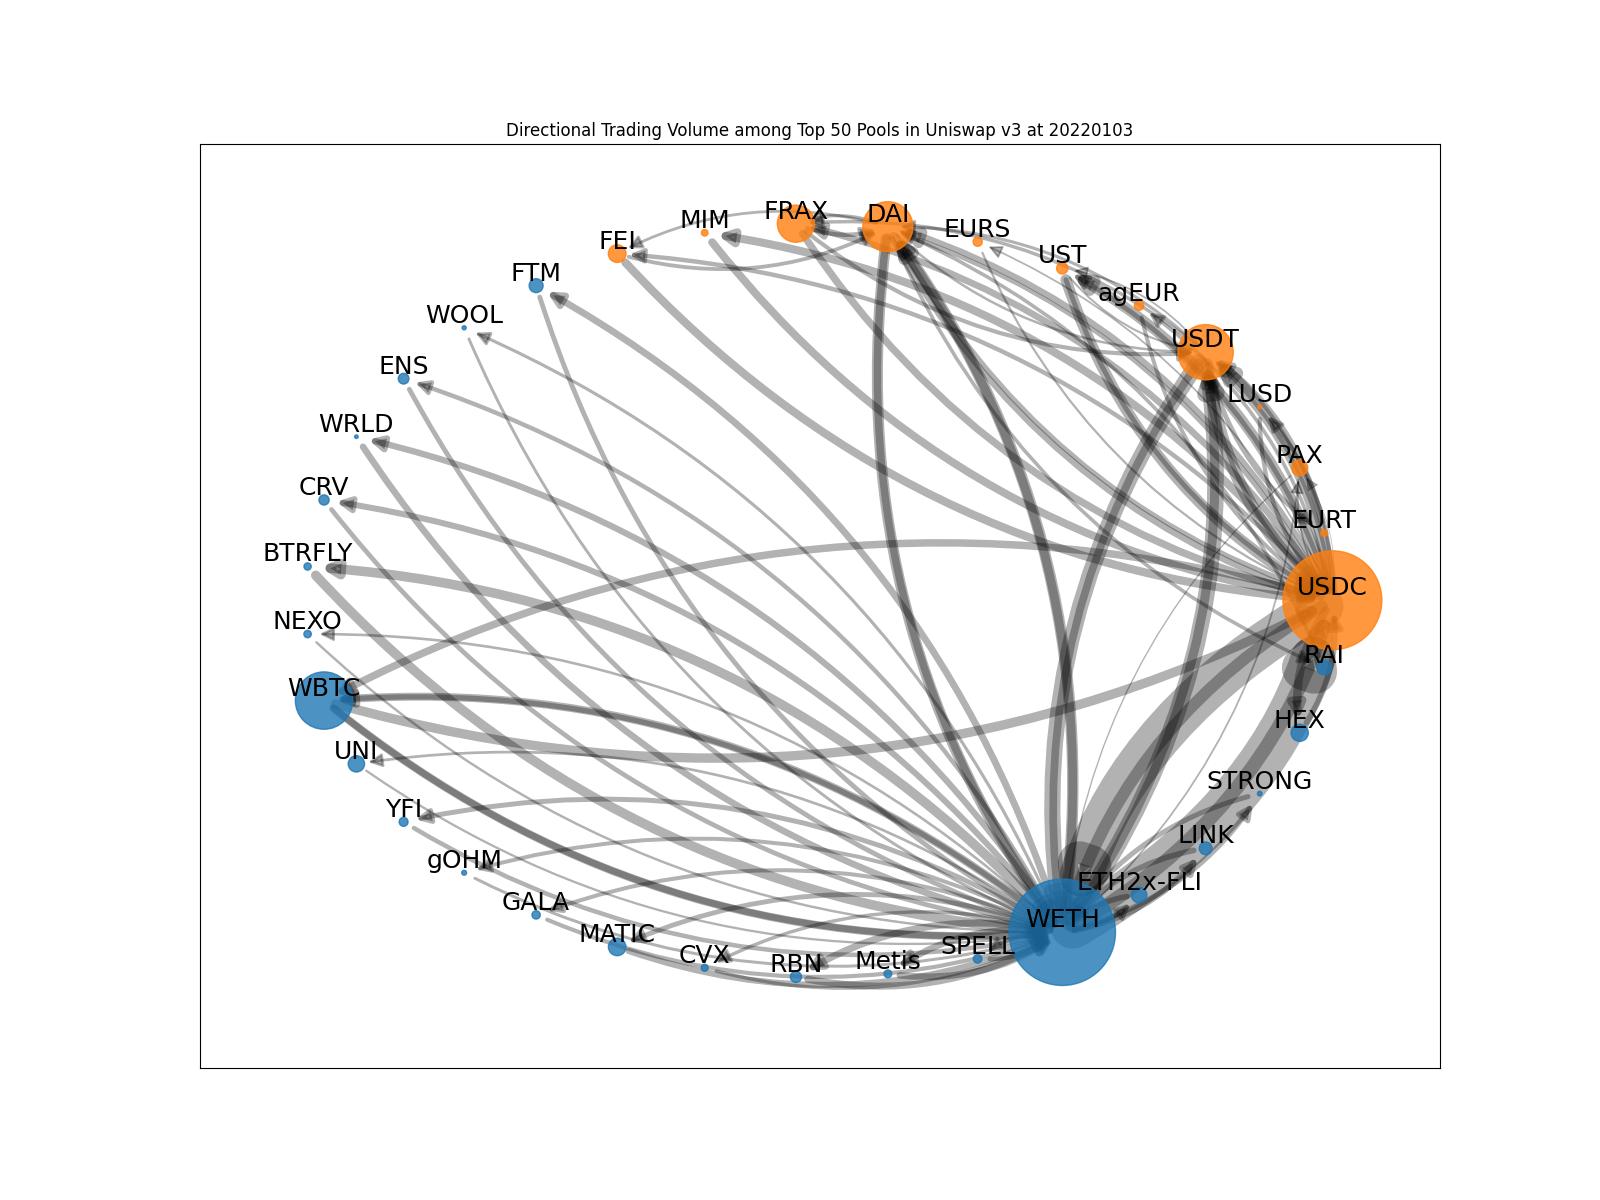 Directional Trading Volume among Top 50 Pools in Uniswap v3 at 20220103
FRAX
DAI
MIM
EURS
FEI
UST
FTM
agEUR
WOOL
USDT
ENS
LUSD
WRLD
PAX
CRV
EURT
BTRFLY
USDC
NEXO
RAI
WBTC
HEX
UNI
STRONG
YFI
LINK
gOHM
ETH2x-FLI
GALA
WETH
MATIC
SPELL
CVX
RBN
Metis